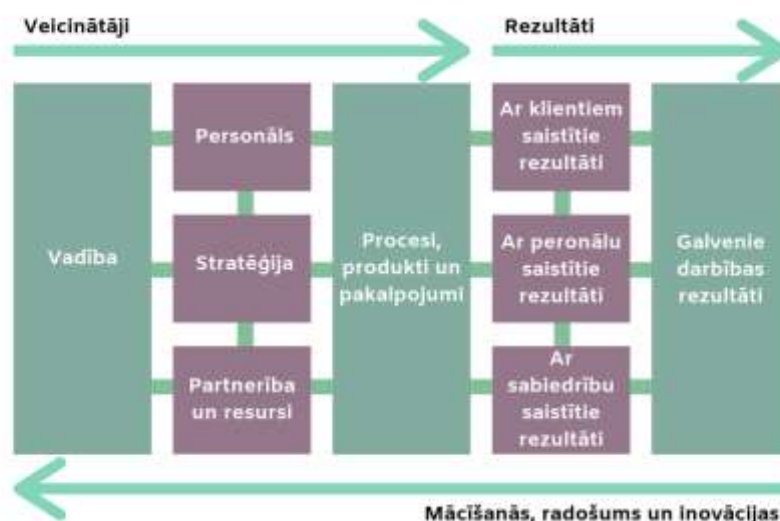 Veicinātāji
Rezultāti
Vadība
Personāls
Stratēģija
Partnerība
un resursi
Procesi,
produkti un
pakalpojumi
Ar klientiem
saistītie
rezultāti
Ar peronālu
saistītie
rezultāti
Ar
sabiedrību
saistītie
rezultāti
Galvenie
darbības
rezultāti
Mācīšanās, radošums un inovācijas